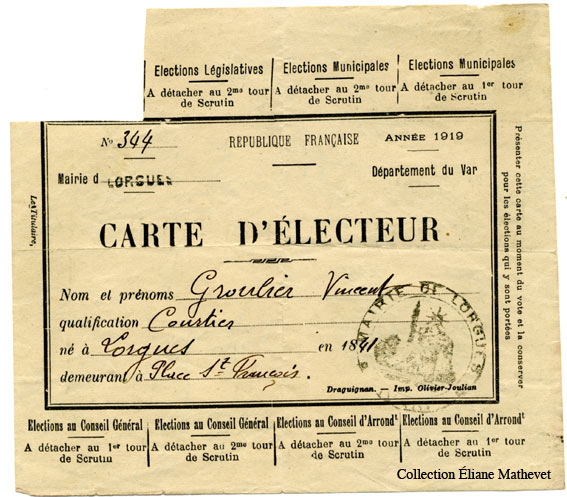 Elections Législatives
A détacher au 2me tour
de Scrutin
Elections Municipales
A détacher au 2me tour
de Scrutin
Elections Municipales
A détacher au 1er tour
de Scrutin
No 344
REPUBLIQUE FRANÇAISE
ANNÉE 1919
Mairie d LORGUES
Département du Var
CARTE D'ÉLECTEUR
Nom et prénoms Groulier Vincent
qualification Courtier
né à Lorgues en 1841
demeurant à Place St François.
MAIRIE DE LORGUES
Draguignan. — Imp. Olivier-Joulian
Le Titulaire,
Présenter cette carte au moment du vote et la conserver
pour les élections qui y sont portées
Elections au Conseil Général
A détacher au 1er tour
de Scrutin
Elections au Conseil Général
A détacher au 2me tour
de Scrutin
Elections au Conseil d'Arrondt
A détacher au 2me tour
de Scrutin
Elections au Conseil d'Arrondt
A détacher au 1er tour
de Scrutin
Collection Éliane Mathevet